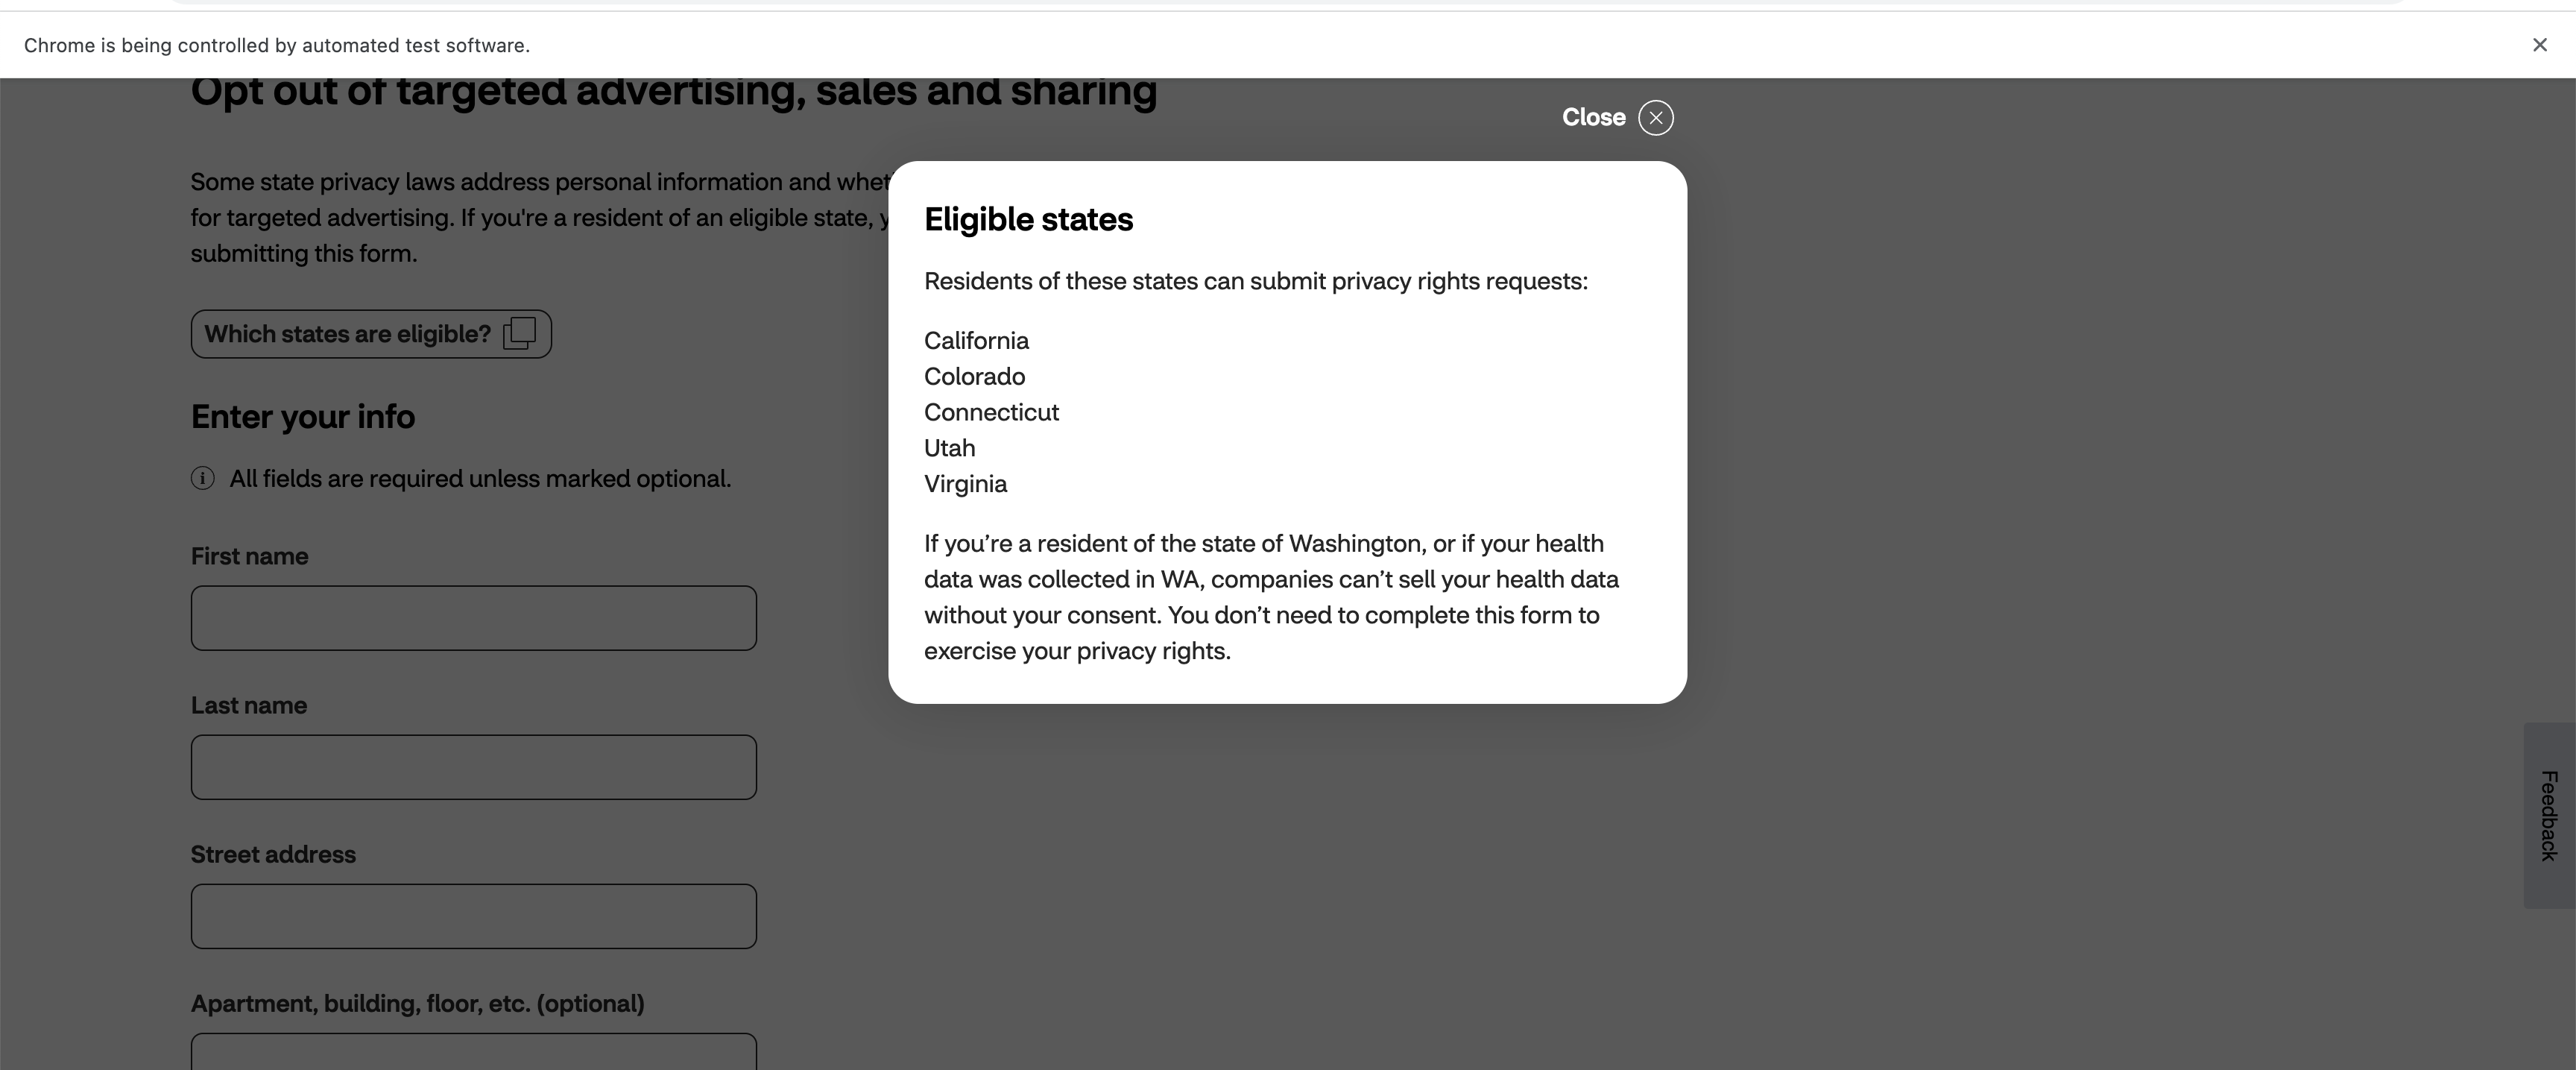 Chrome is being controlled by automated test software.
Opt out of targeted advertising, sales and sharing
Close
Some state privacy laws address personal information and
for targeted advertising. If you're a resident of an eligible state,
submitting this form.
Which states are eligible?
Enter your info
All fields are required unless marked optional.
First name
Last name
Street address
Apartment, building, floor, etc. (optional)
Eligible states
Residents of these states can submit privacy rights requests:
California
Colorado
Connecticut
Utah
Virginia
If you’re a resident of the state of Washington, or if your health
data was collected in WA, companies can’t sell your health data
without your consent. You don’t need to complete this form to
exercise your privacy rights.
Feedback